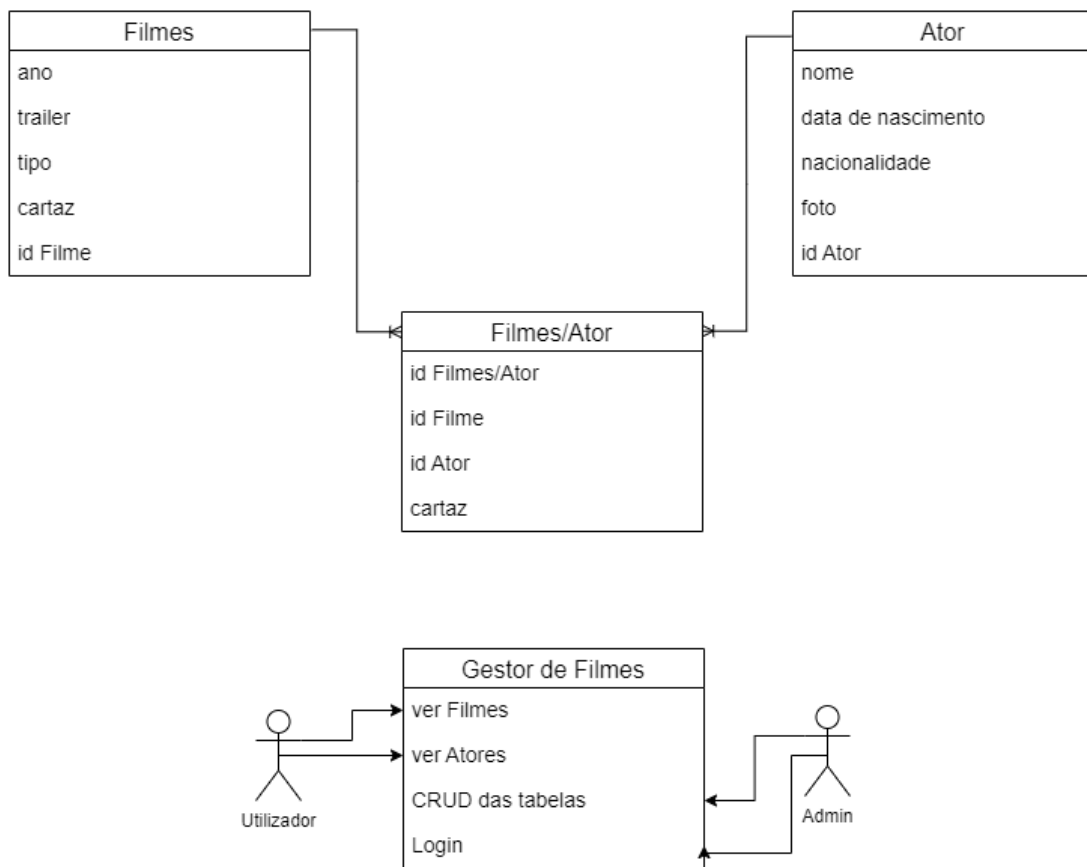 Filmes
ano
trailer
tipo
cartaz
id Filme
Ator
nome
data de nascimento
nacionalidade
foto
id Ator
Filmes/Ator
id Filmes/Ator
id Filme
id Ator
cartaz
Gestor de Filmes
ver Filmes
ver Atores
CRUD das tabelas
Login
Utilizador
Admin